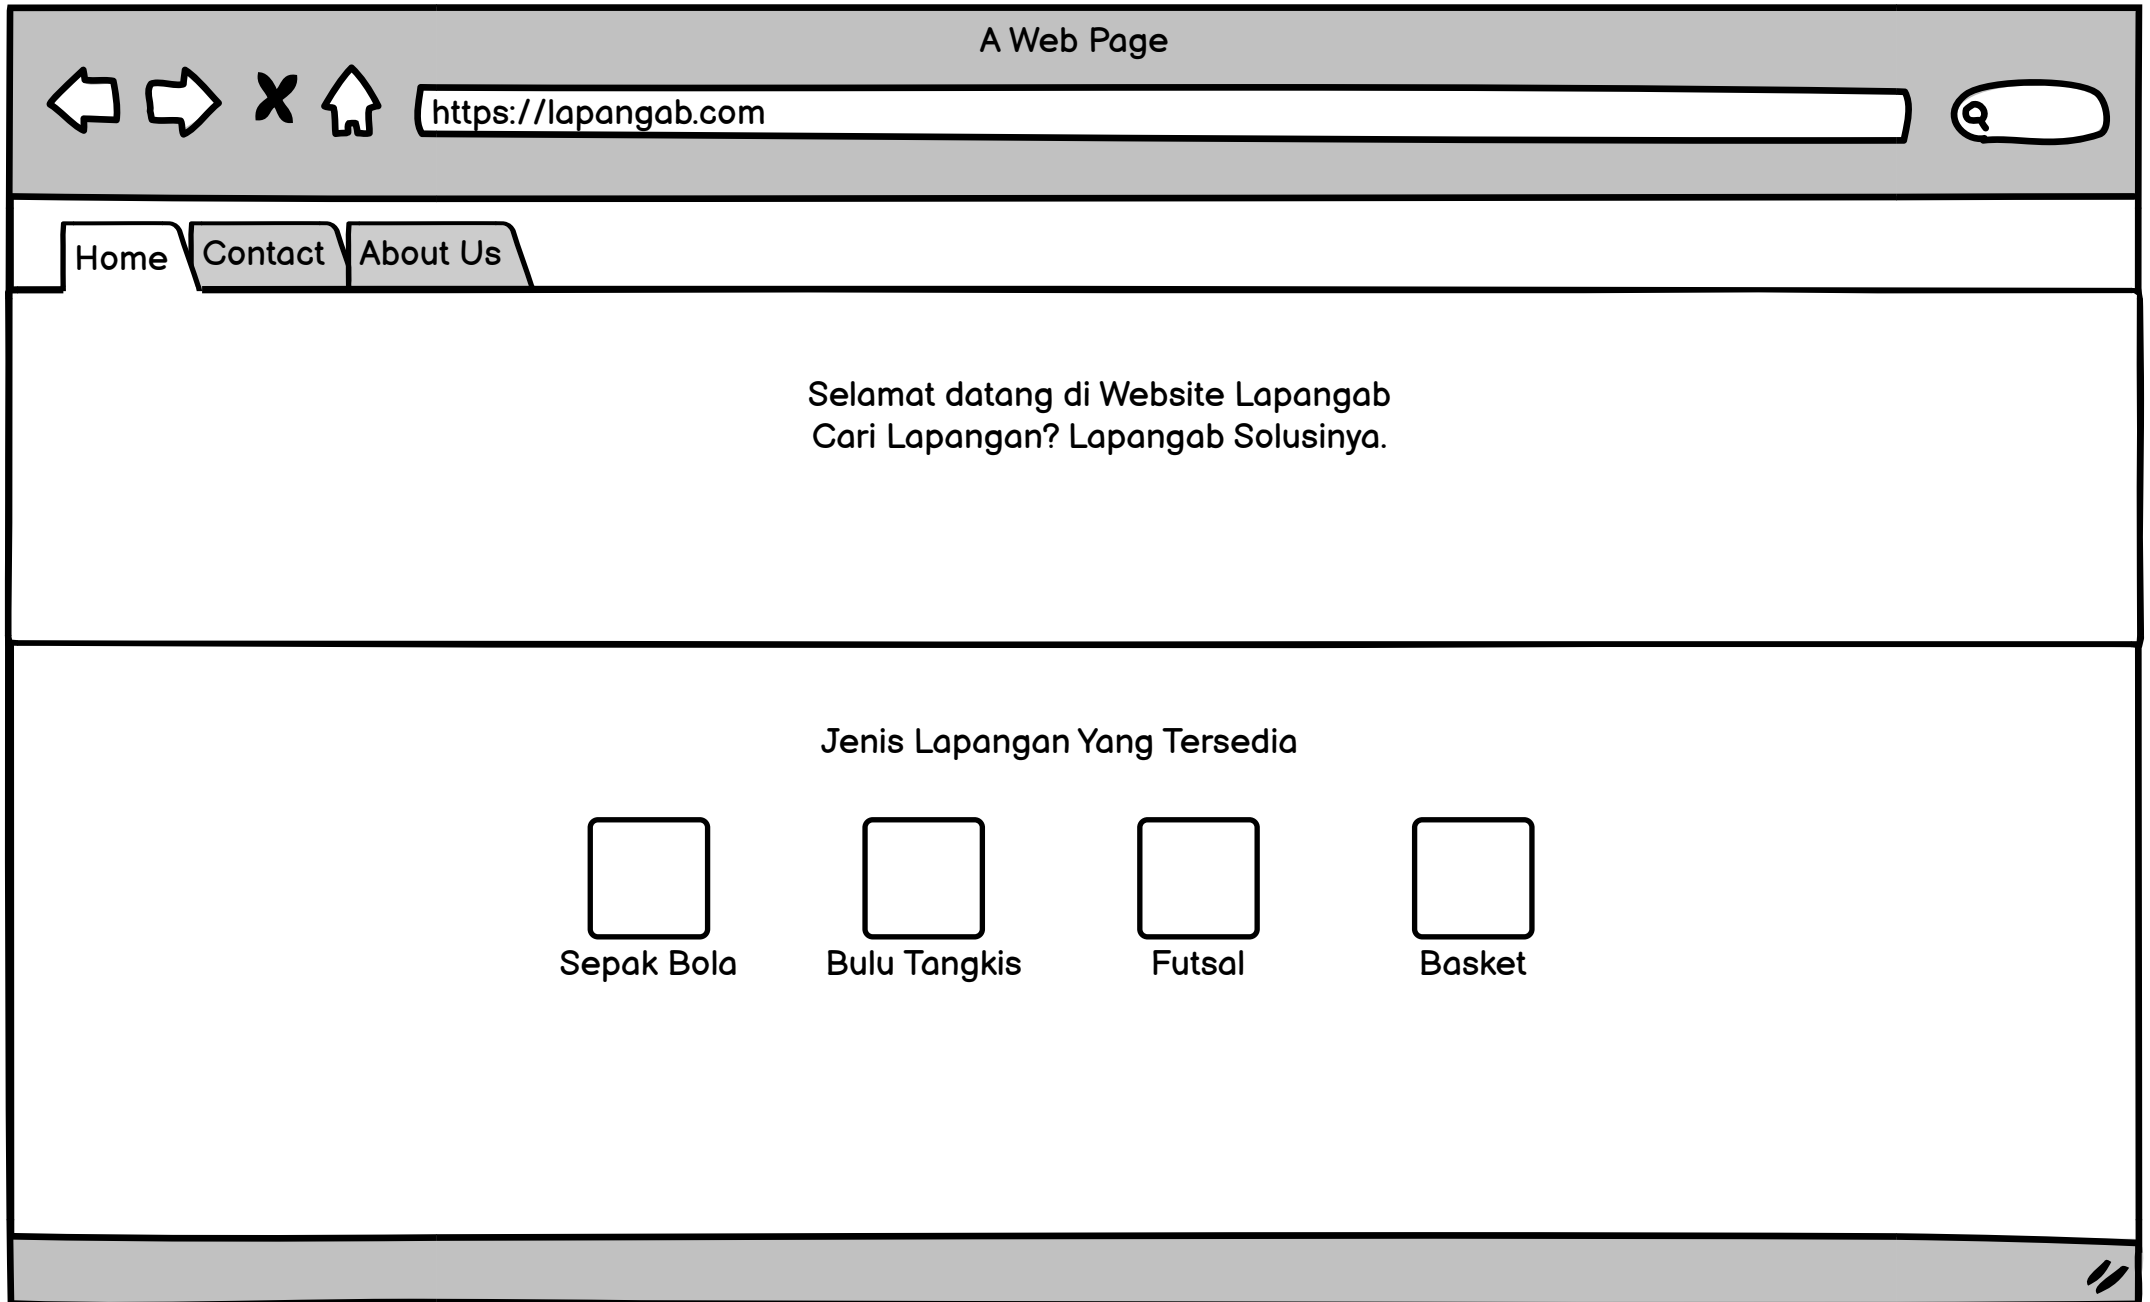 A Web Page
https://lapangab.com
Home
Contact
About Us
Selamat datang di Website Lapangab
Cari Lapangan? Lapangab Solusinya.
Jenis Lapangan Yang Tersedia
Sepak Bola
Bulu Tangkis
Futsal
Basket